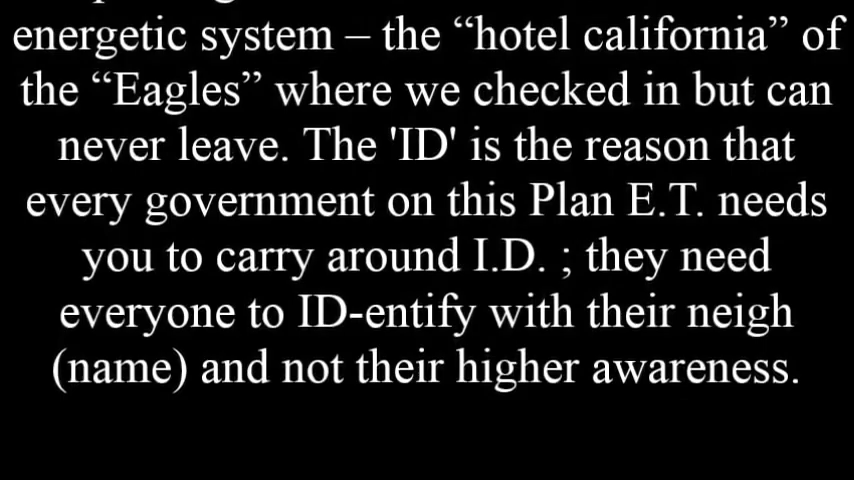 energetic system – the “hotel california” of
the “Eagles” where we checked in but can
never leave. The 'ID' is the reason that
every government on this Plan E.T. needs
you to carry around I.D. ; they need
everyone to ID-entify with their neigh
(name) and not their higher awareness.